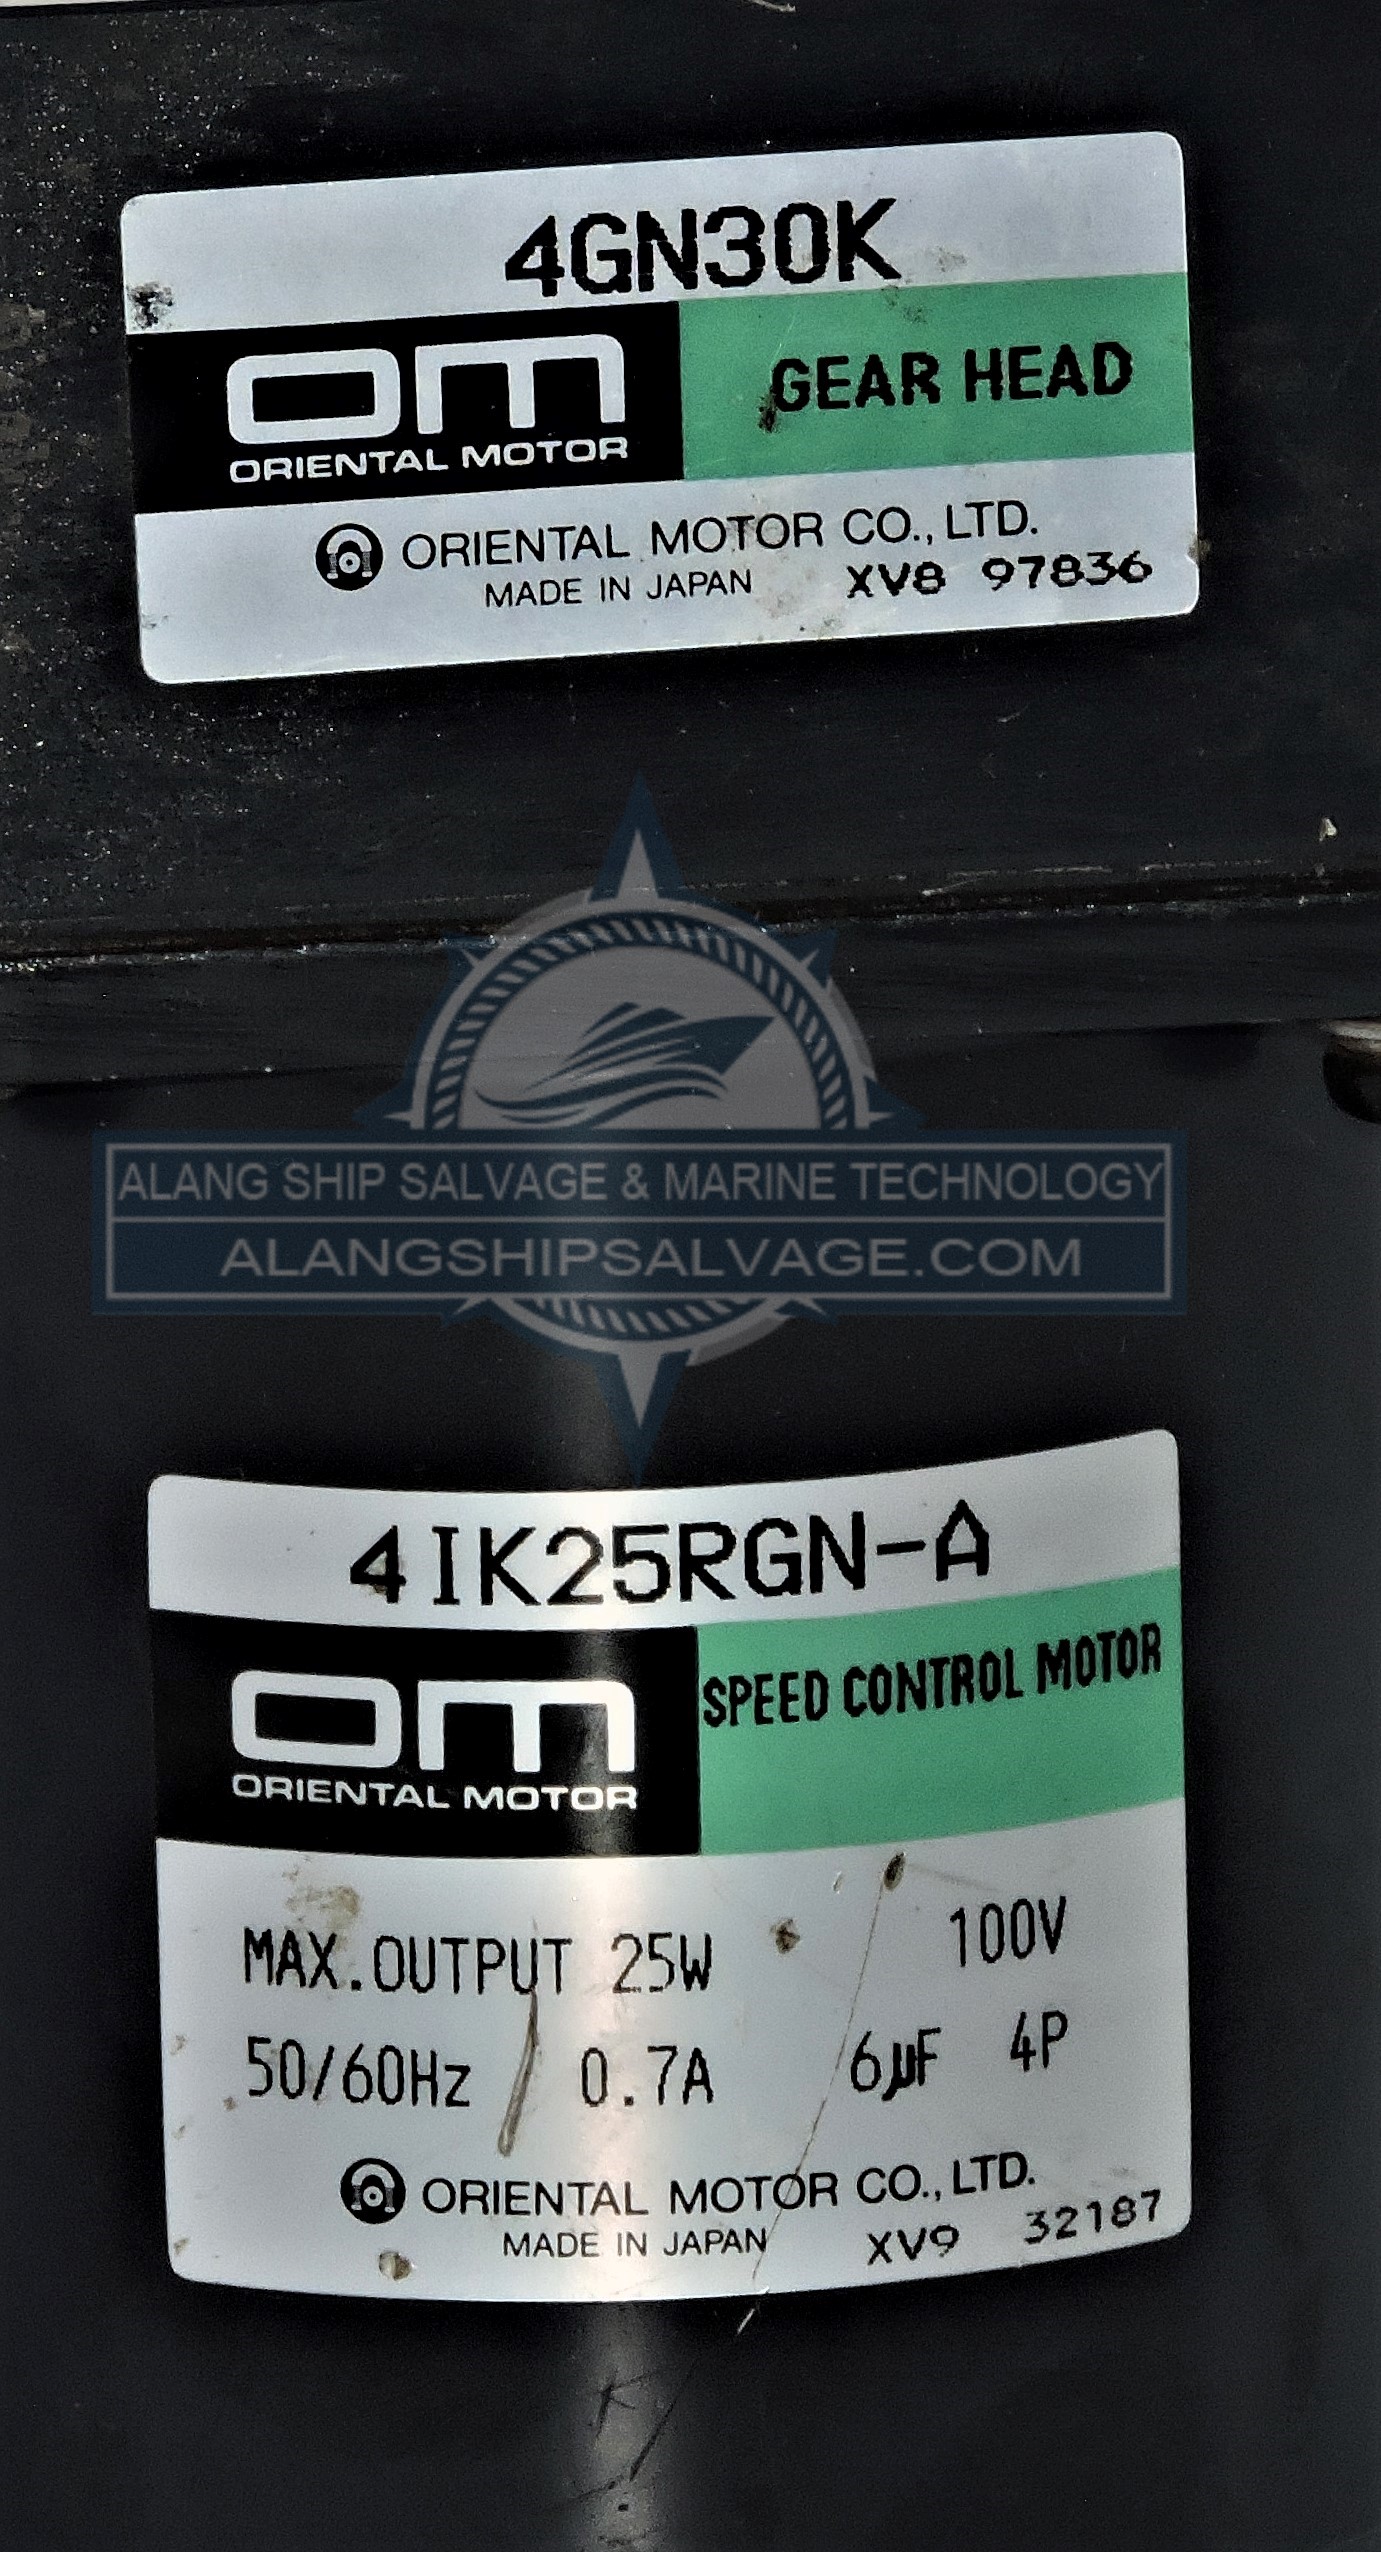 4GN30K
om
ORIENTAL MOTOR
GEAR HEAD
ORIENTAL MOTOR CO., LTD.
MADE IN JAPAN XV8 97836
ALANG SHIP SALVAGE & MARINE TECHNOLOGY
ALANGSHIPSALVAGE.COM
4IK25RGN-A
om
ORIENTAL MOTOR
SPEED CONTROL MOTOR
MAX.OUTPUT 25W 100V
50/60Hz 0.7A 6µF 4P
ORIENTAL MOTOR CO., LTD.
MADE IN JAPAN XV9 32187